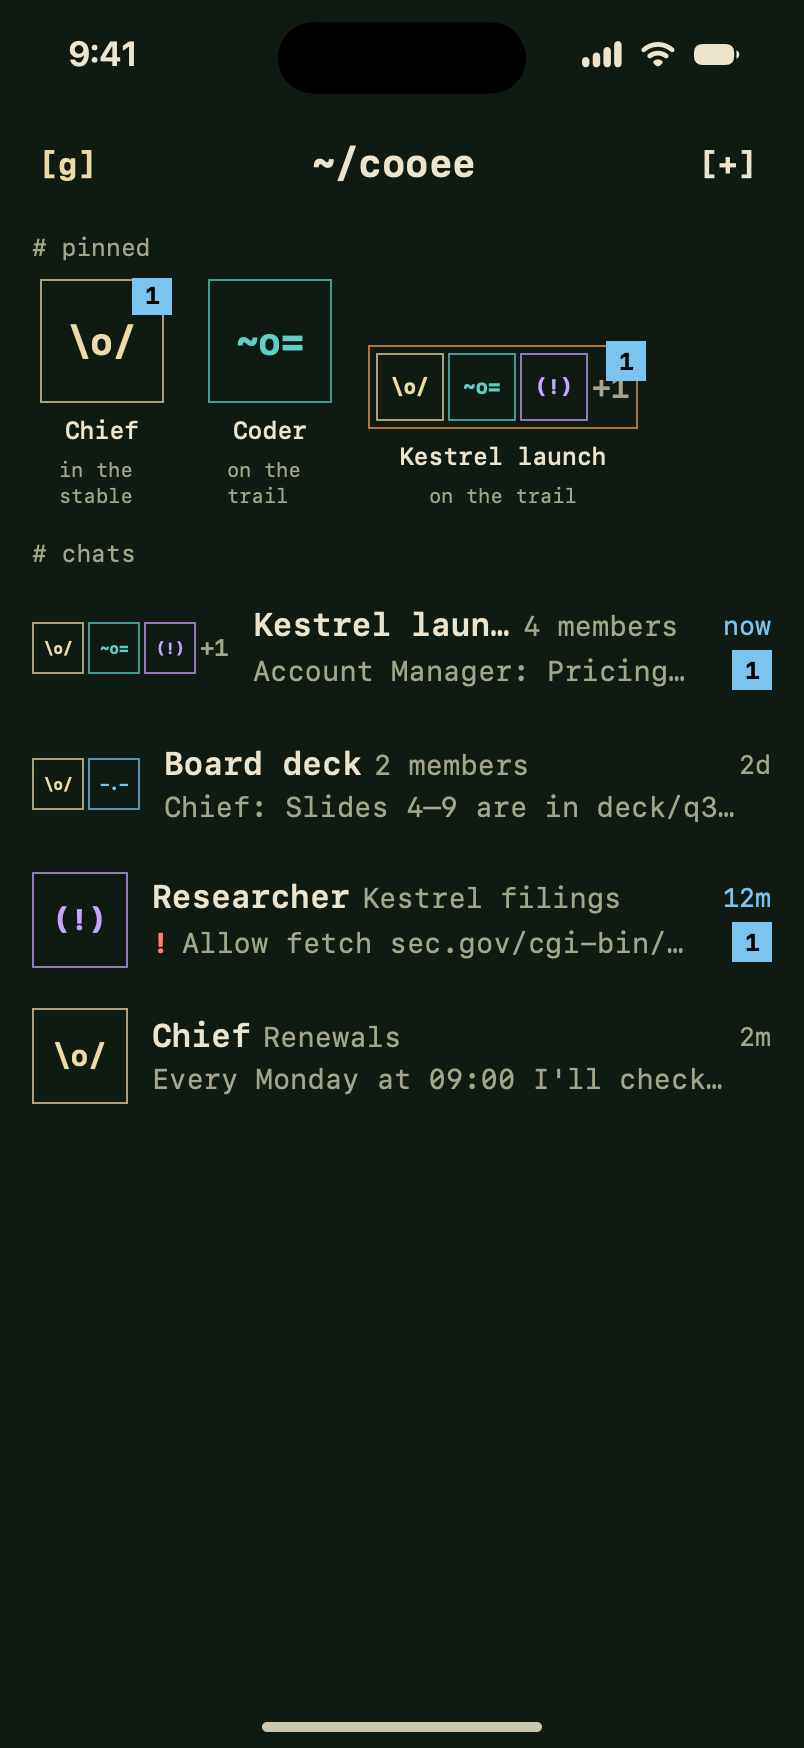 9:41
[g] ~/cooee [+]
# pinned
\o/ 1
~o=
\o/ ~o= (!) +1 1
Chief
Coder
Kestrel launch
in the stable
on the trail
on the trail
# chats
\o/ ~o= (!) +1
Kestrel laun… 4 members now
Account Manager: Pricing… 1
\o/ -.-
Board deck 2 members 2d
Chief: Slides 4–9 are in deck/q3…
(!)
Researcher Kestrel filings 12m
! Allow fetch sec.gov/cgi-bin/… 1
\o/
Chief Renewals 2m
Every Monday at 09:00 I'll check…